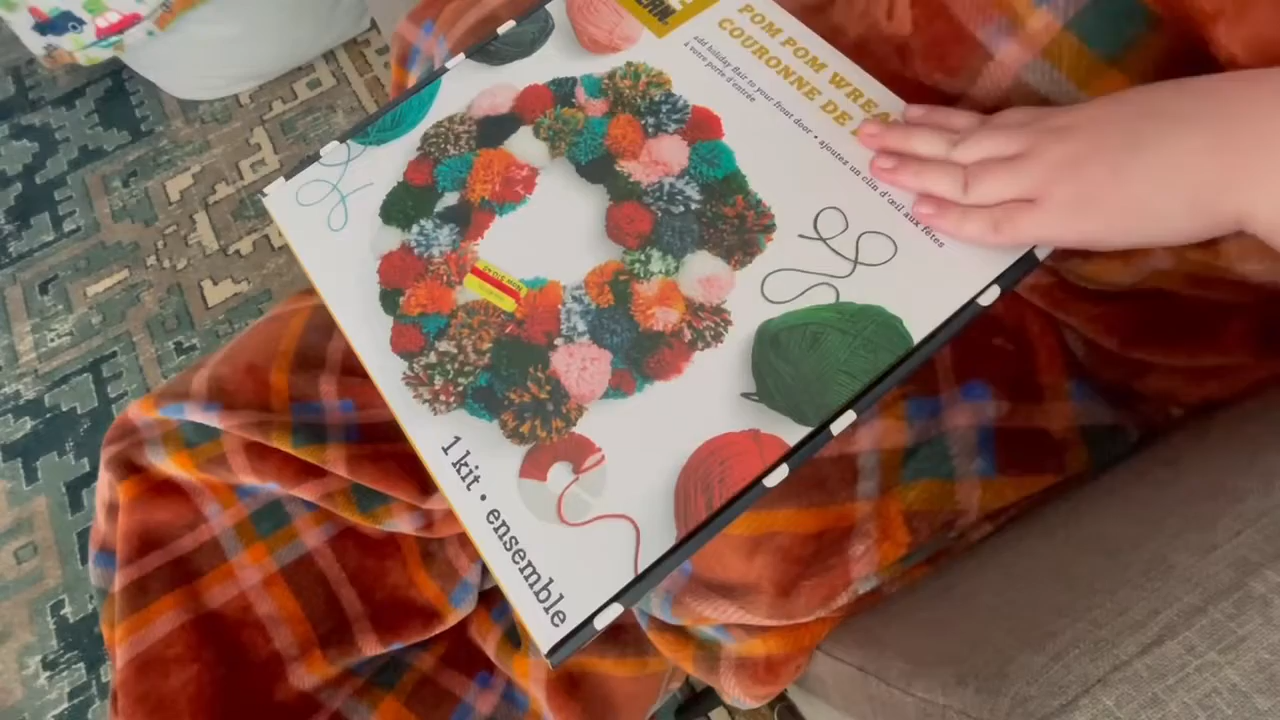 POM POM WREA
COURONNE DE
add holiday flair to your front door • ajoutez un clin d'œil aux fêtes
à votre porte d'entrée
1 kit • ensemble